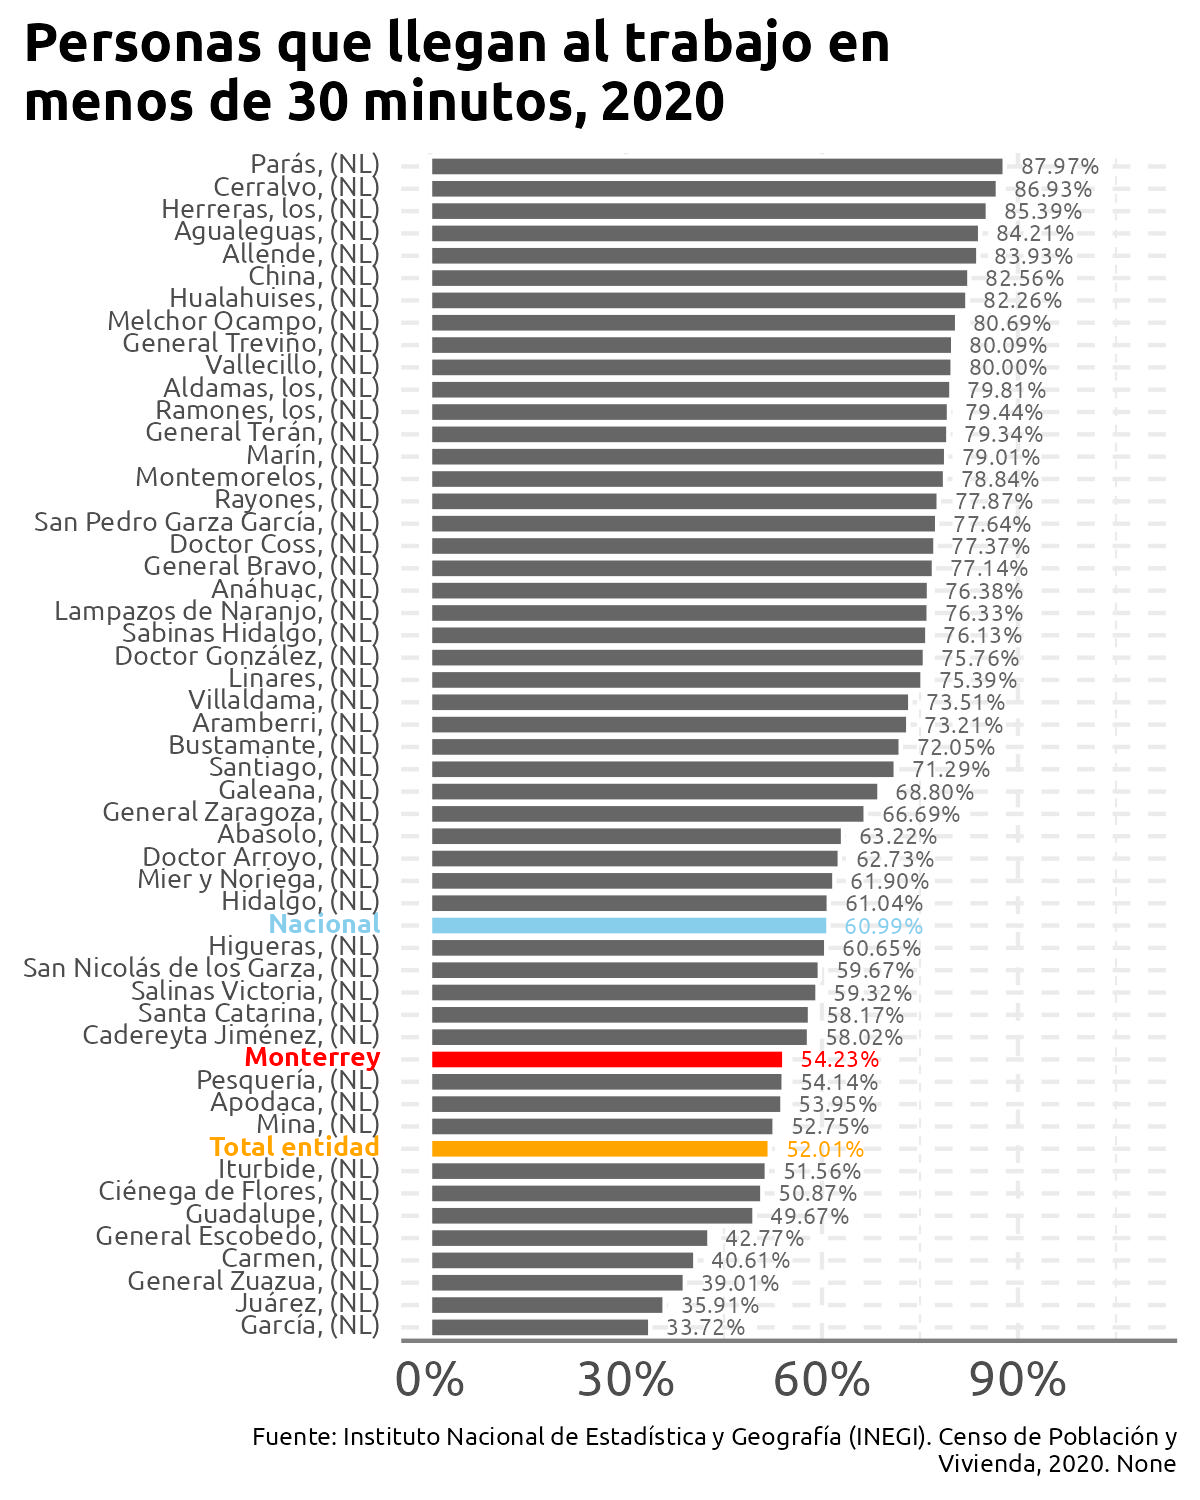 Personas que llegan al trabajo en
menos de 30 minutos, 2020
Parás, (NL) 87.97%
Cerralvo, (NL) 86.93%
Herreras, los, (NL) 85.39%
Agualeguas, (NL) 84.21%
Allende, (NL) 83.93%
China, (NL) 82.56%
Hualahuises, (NL) 82.26%
Melchor Ocampo, (NL) 80.69%
General Treviño, (NL) 80.09%
Vallecillo, (NL) 80.00%
Aldamas, los, (NL) 79.81%
Ramones, los, (NL) 79.44%
General Terán, (NL) 79.34%
Marín, (NL) 79.01%
Montemorelos, (NL) 78.84%
Rayones, (NL) 77.87%
San Pedro Garza García, (NL) 77.64%
Doctor Coss, (NL) 77.37%
General Bravo, (NL) 77.14%
Anáhuac, (NL) 76.38%
Lampazos de Naranjo, (NL) 76.33%
Sabinas Hidalgo, (NL) 76.13%
Doctor González, (NL) 75.76%
Linares, (NL) 75.39%
Villaldama, (NL) 73.51%
Aramberri, (NL) 73.21%
Bustamante, (NL) 72.05%
Santiago, (NL) 71.29%
Galeana, (NL) 68.80%
General Zaragoza, (NL) 66.69%
Abasolo, (NL) 63.22%
Doctor Arroyo, (NL) 62.73%
Mier y Noriega, (NL) 61.90%
Hidalgo, (NL) 61.04%
Nacional 60.99%
Higueras, (NL) 60.65%
San Nicolás de los Garza, (NL) 59.67%
Salinas Victoria, (NL) 59.32%
Santa Catarina, (NL) 58.17%
Cadereyta Jiménez, (NL) 58.02%
Monterrey 54.23%
Pesquería, (NL) 54.14%
Apodaca, (NL) 53.95%
Mina, (NL) 52.75%
Total entidad 52.01%
Iturbide, (NL) 51.56%
Ciénega de Flores, (NL) 50.87%
Guadalupe, (NL) 49.67%
General Escobedo, (NL) 42.77%
Carmen, (NL) 40.61%
General Zuazua, (NL) 39.01%
Juárez, (NL) 35.91%
García, (NL) 33.72%
0% 30% 60% 90%
Fuente: Instituto Nacional de Estadística y Geografía (INEGI). Censo de Población y
Vivienda, 2020. None